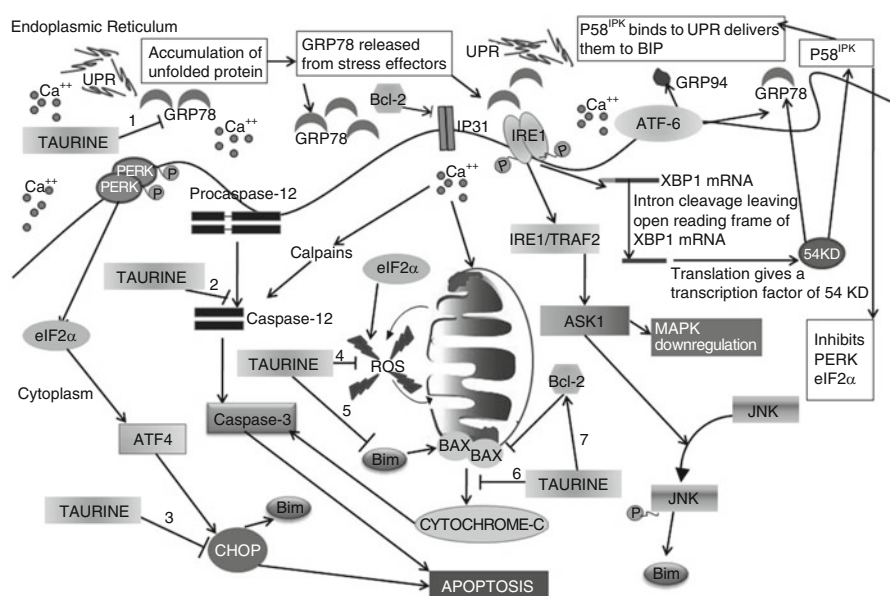 Endoplasmic Reticulum
UPR
Ca++
Accumulation of
unfolded protein
GRP78 released
from stress effectors
UPR
P58IPK binds to UPR delivers
them to BIP
P58IPK
GRP94
GRP78
Ca++
Bcl-2
IP31
IRE1
Ca++
ATF-6
1
GRP78
GRP78
TAURINE
Ca++
PERK
PERK
P
P
Ca++
P
P
XBP1 mRNA
Procaspase-12
Intron cleavage leaving
open reading frame of
XBP1 mRNA
IRE1/TRAF2
54KD
Calpains
eIF2α
TAURINE
2
Translation gives a
transcription factor of 54 KD
Caspase-12
ASK1
MAPK
downregulation
Inhibits
PERK
eIF2α
eIF2α
TAURINE
4
ROS
5
Bcl-2
Cytoplasm
Caspase-3
JNK
ATF4
Bim
BAX
BAX
7
6
TAURINE
JNK
P
TAURINE
3
Bim
CYTOCHROME-C
CHOP
Bim
APOPTOSIS